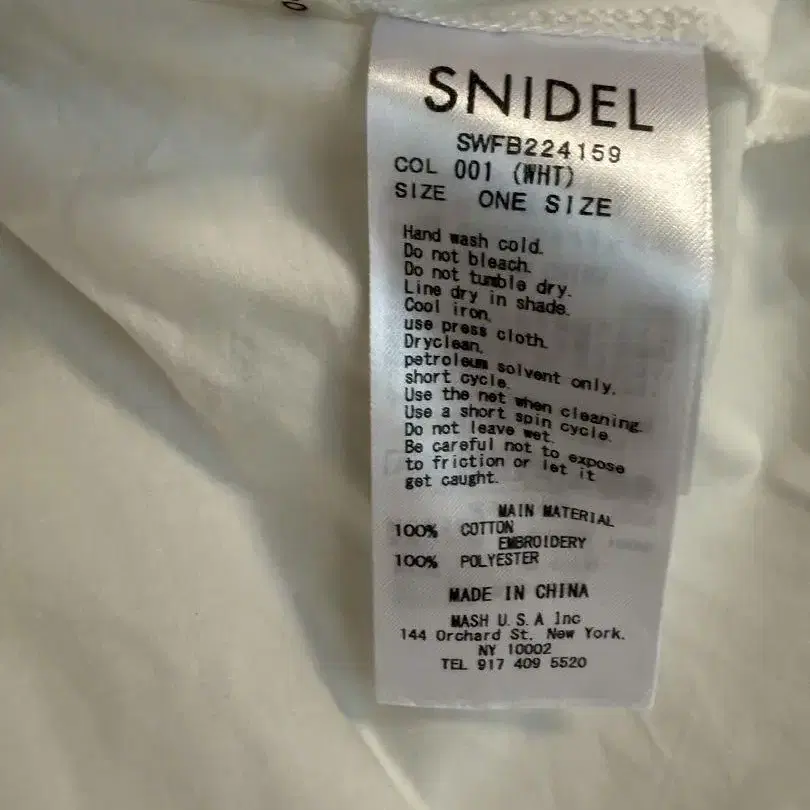 SNIDEL
SWFB224159
COL 001 (WHT)
SIZE ONE SIZE
Hand wash cold.
Do not bleach.
Do not tumble dry.
Line dry in shade.
Cool iron,
use press cloth.
Dryclean,
petroleum solvent only,
short cycle.
Use the net when cleaning.
Use a short spin cycle.
Do not leave wet.
Be careful not to expose
to friction or let it
get caught.
MAIN MATERIAL
100% COTTON
EMBROIDERY
100% POLYESTER
MADE IN CHINA
MASH U.S.A Inc
144 Orchard St. New York.
NY 10002
TEL 917 409 5520